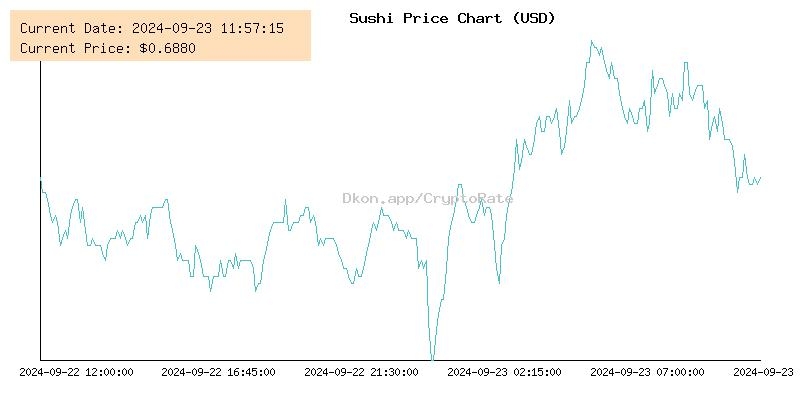 Sushi Price Chart (USD)
Current Date: 2024-09-23 11:57:15
Current Price: $0.6880
Dkon.app/CryptoRate
2024-09-22 12:00:00 2024-09-22 16:45:00 2024-09-22 21:30:00 2024-09-23 02:15:00 2024-09-23 07:00:00 2024-09-23